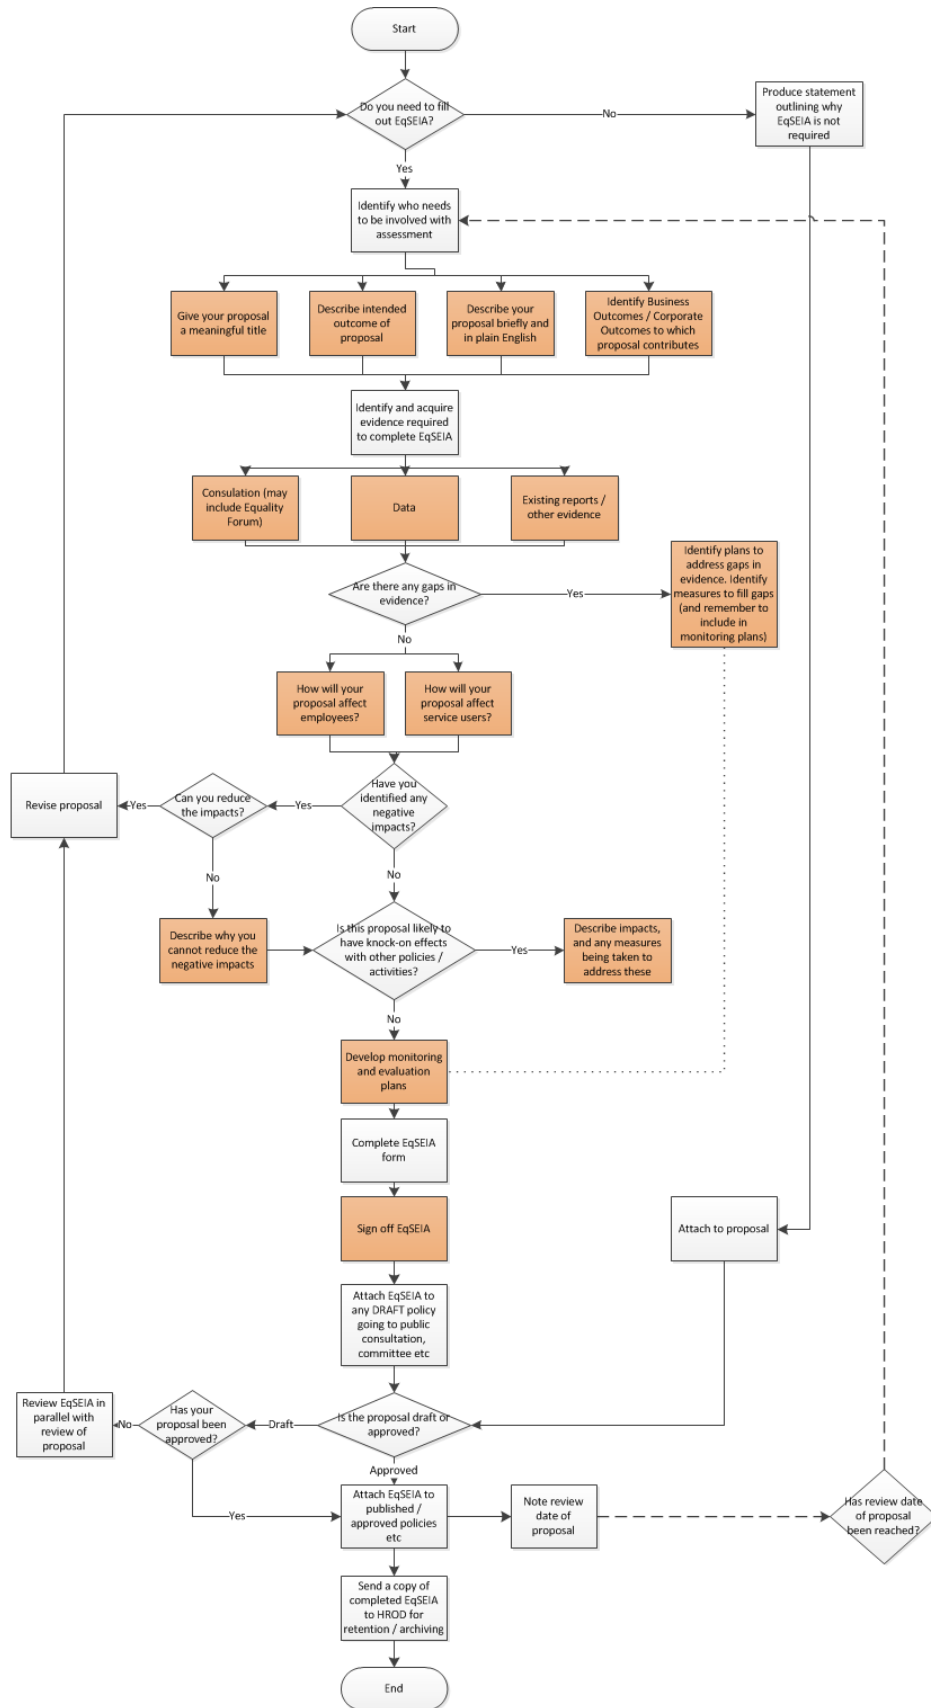 Start
Do you need to fill
out EqSEIA?
No
Produce statement
outlining why
EqSEIA is not
required
Yes
Identify who needs
to be involved with
assessment
Give your proposal
a meaningful title
Describe intended
outcome of
proposal
Describe your
proposal briefly and
in plain English
Identify Business
Outcomes / Corporate
Outcomes to which
proposal contributes
Identify and acquire
evidence required
to complete EqSEIA
Consulation (may
include Equality
Forum)
Data
Existing reports /
other evidence
Are there any gaps in
evidence?
Yes
Identify plans to
address gaps in
evidence. Identify
measures to fill gaps
(and remember to
include in
monitoring plans)
No
How will your
proposal affect
employees?
How will your
proposal affect
service users?
Revise proposal
Yes
Can you reduce
the impacts?
Yes
Have you
identified any
negative
impacts?
No
No
Describe why you
cannot reduce the
negative impacts
Is this proposal likely to
have knock-on effects
with other policies /
activities?
Yes
Describe impacts,
and any measures
being taken to
address these
No
Develop monitoring
and evaluation
plans
Complete EqSEIA
form
Sign off EqSEIA
Attach to proposal
Attach EqSEIA to
any DRAFT policy
going to public
consultation,
committee etc
Review EqSEIA in
parallel with
review of
proposal
No
Has your
proposal been
approved?
Draft
Is the proposal draft or
approved?
Approved
Yes
Attach EqSEIA to
published /
approved policies
etc
Note review
date of
proposal
Has review date
of proposal
been reached?
Send a copy of
completed EqSEIA
to HROD for
retention / archiving
End